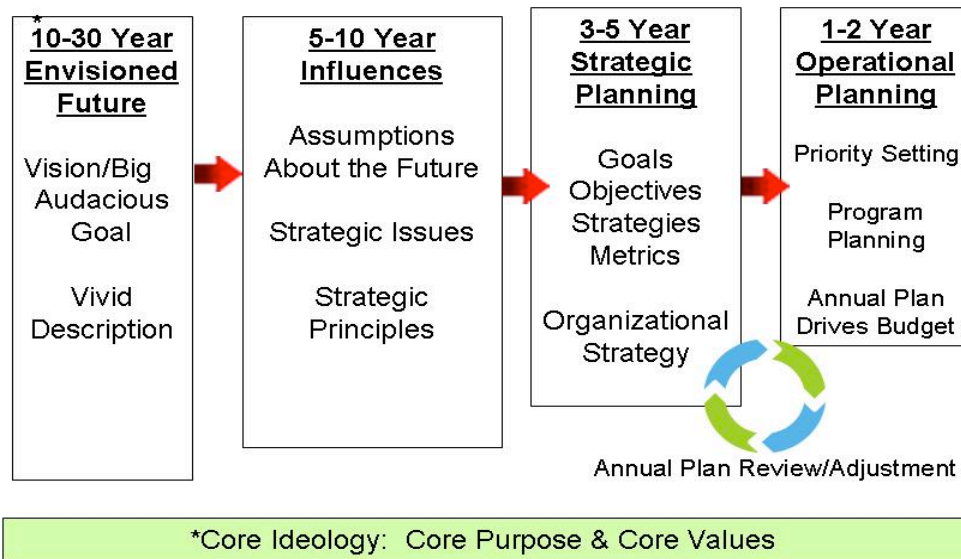 *
10-30 Year
Envisioned
Future
Vision/Big
Audacious
Goal
Vivid
Description
5-10 Year
Influences
Assumptions
About the Future
Strategic Issues
Strategic
Principles
3-5 Year
Strategic
Planning
Goals
Objectives
Strategies
Metrics
Organizational
Strategy
1-2 Year
Operational
Planning
Priority Setting
Program
Planning
Annual Plan
Drives Budget
Annual Plan Review/Adjustment
*Core Ideology: Core Purpose & Core Values